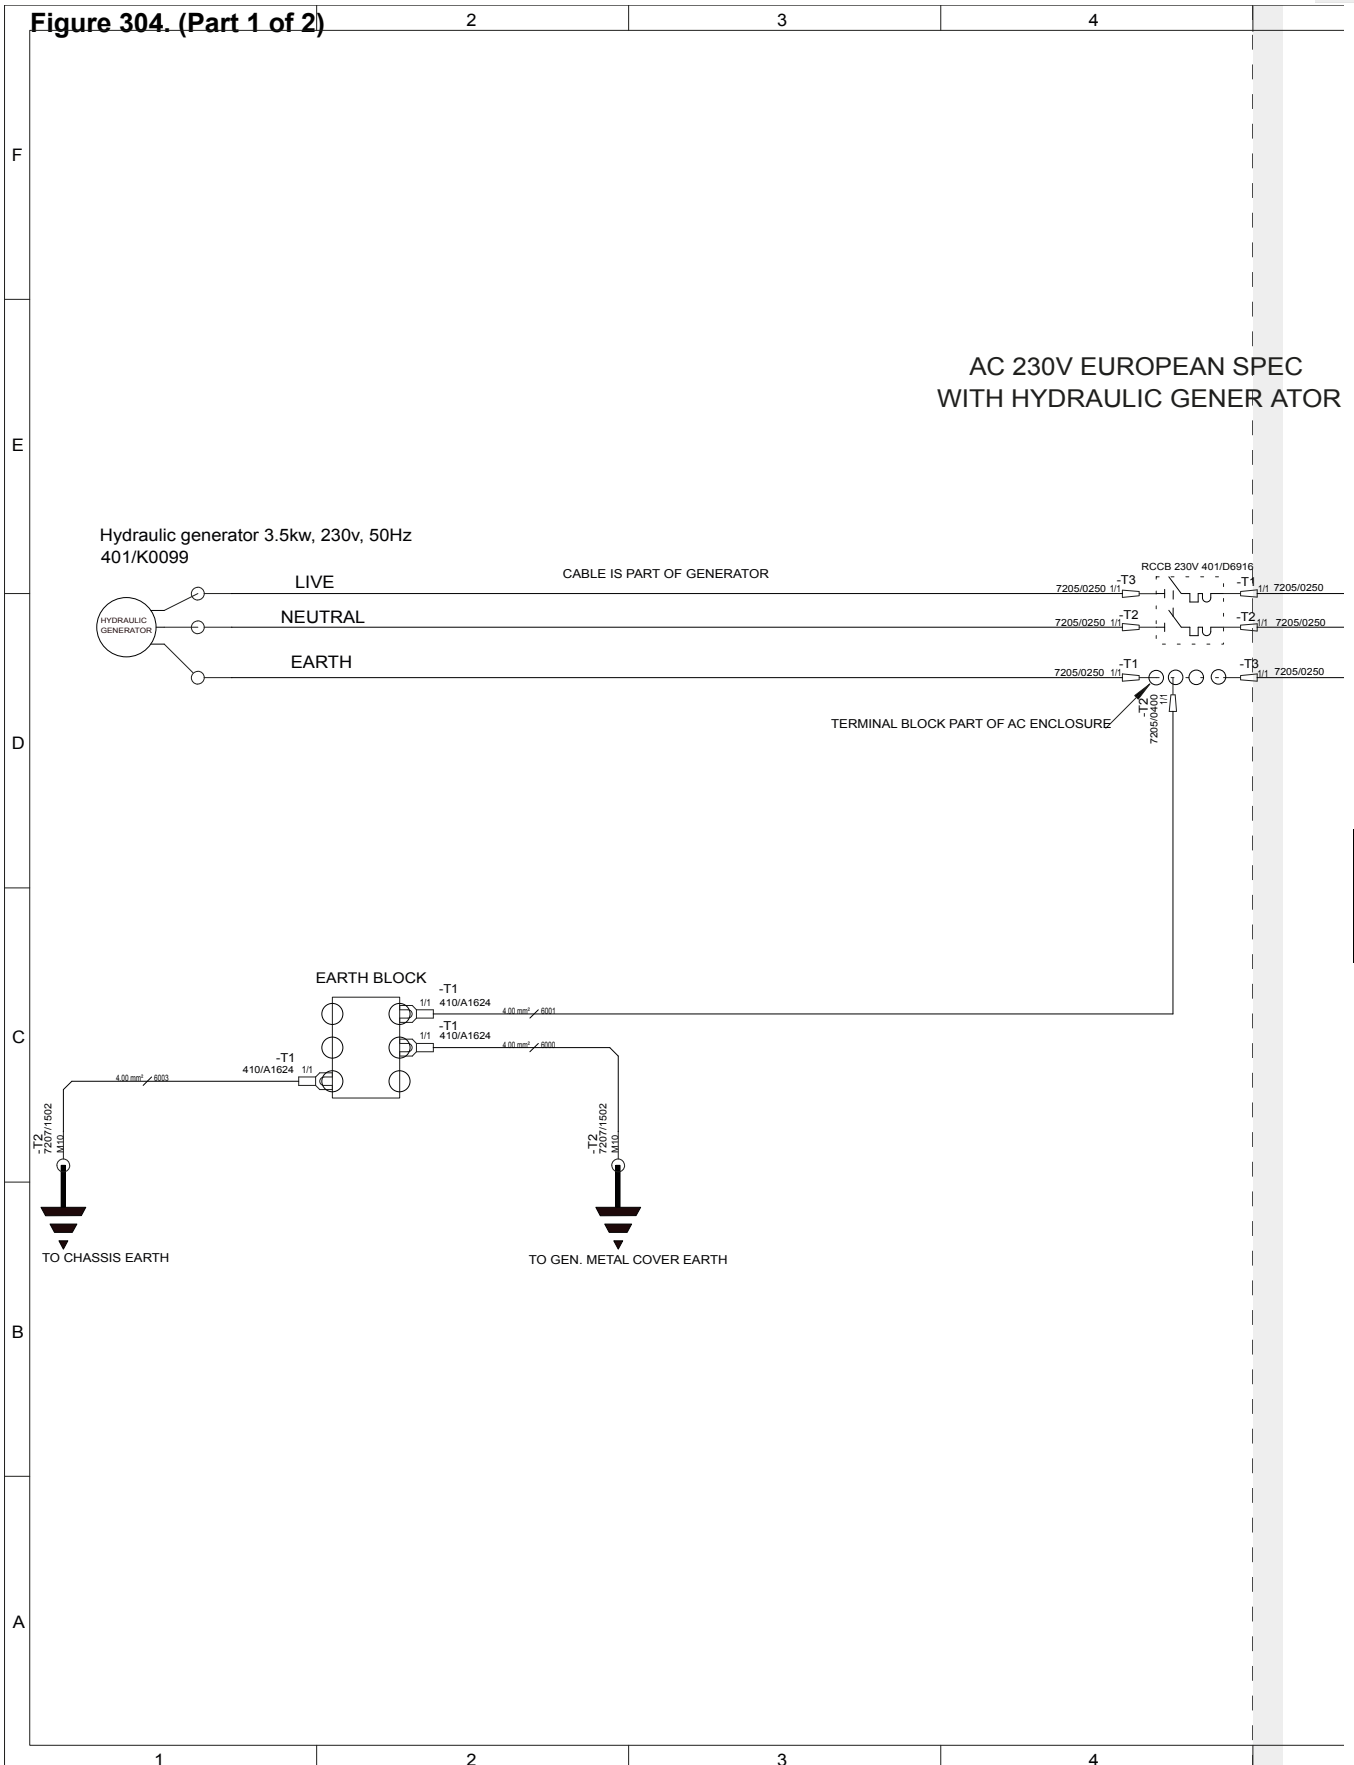 Figure 304. (Part 1 of 2)
2
3
4
F
AC 230V EUROPEAN SPEC
WITH HYDRAULIC GENER ATOR
E
Hydraulic generator 3.5kw, 230v, 50Hz
401/K0099
LIVE
CABLE IS PART OF GENERATOR
RCCB 230V 401/D6916
-T3
-T1
7205/0250 1/1
1/1 7205/0250
HYDRAULIC
GENERATOR
NEUTRAL
-T2
-T2
7205/0250 1/1
1/1 7205/0250
EARTH
-T1
-T3
7205/0250 1/1
1/1 7205/0250
-T2
7205/0400
1/1
TERMINAL BLOCK PART OF AC ENCLOSURE
D
EARTH BLOCK
-T1
1/1 410/A1624
4.00 mm² 6001
C
-T1
1/1 410/A1624
4.00 mm² 6000
-T1
410/A1624 1/1
4.00 mm² 6003
-T2
7207/1502
M10
-T2
7207/1502
M10
TO CHASSIS EARTH
TO GEN. METAL COVER EARTH
B
A
1
2
3
4